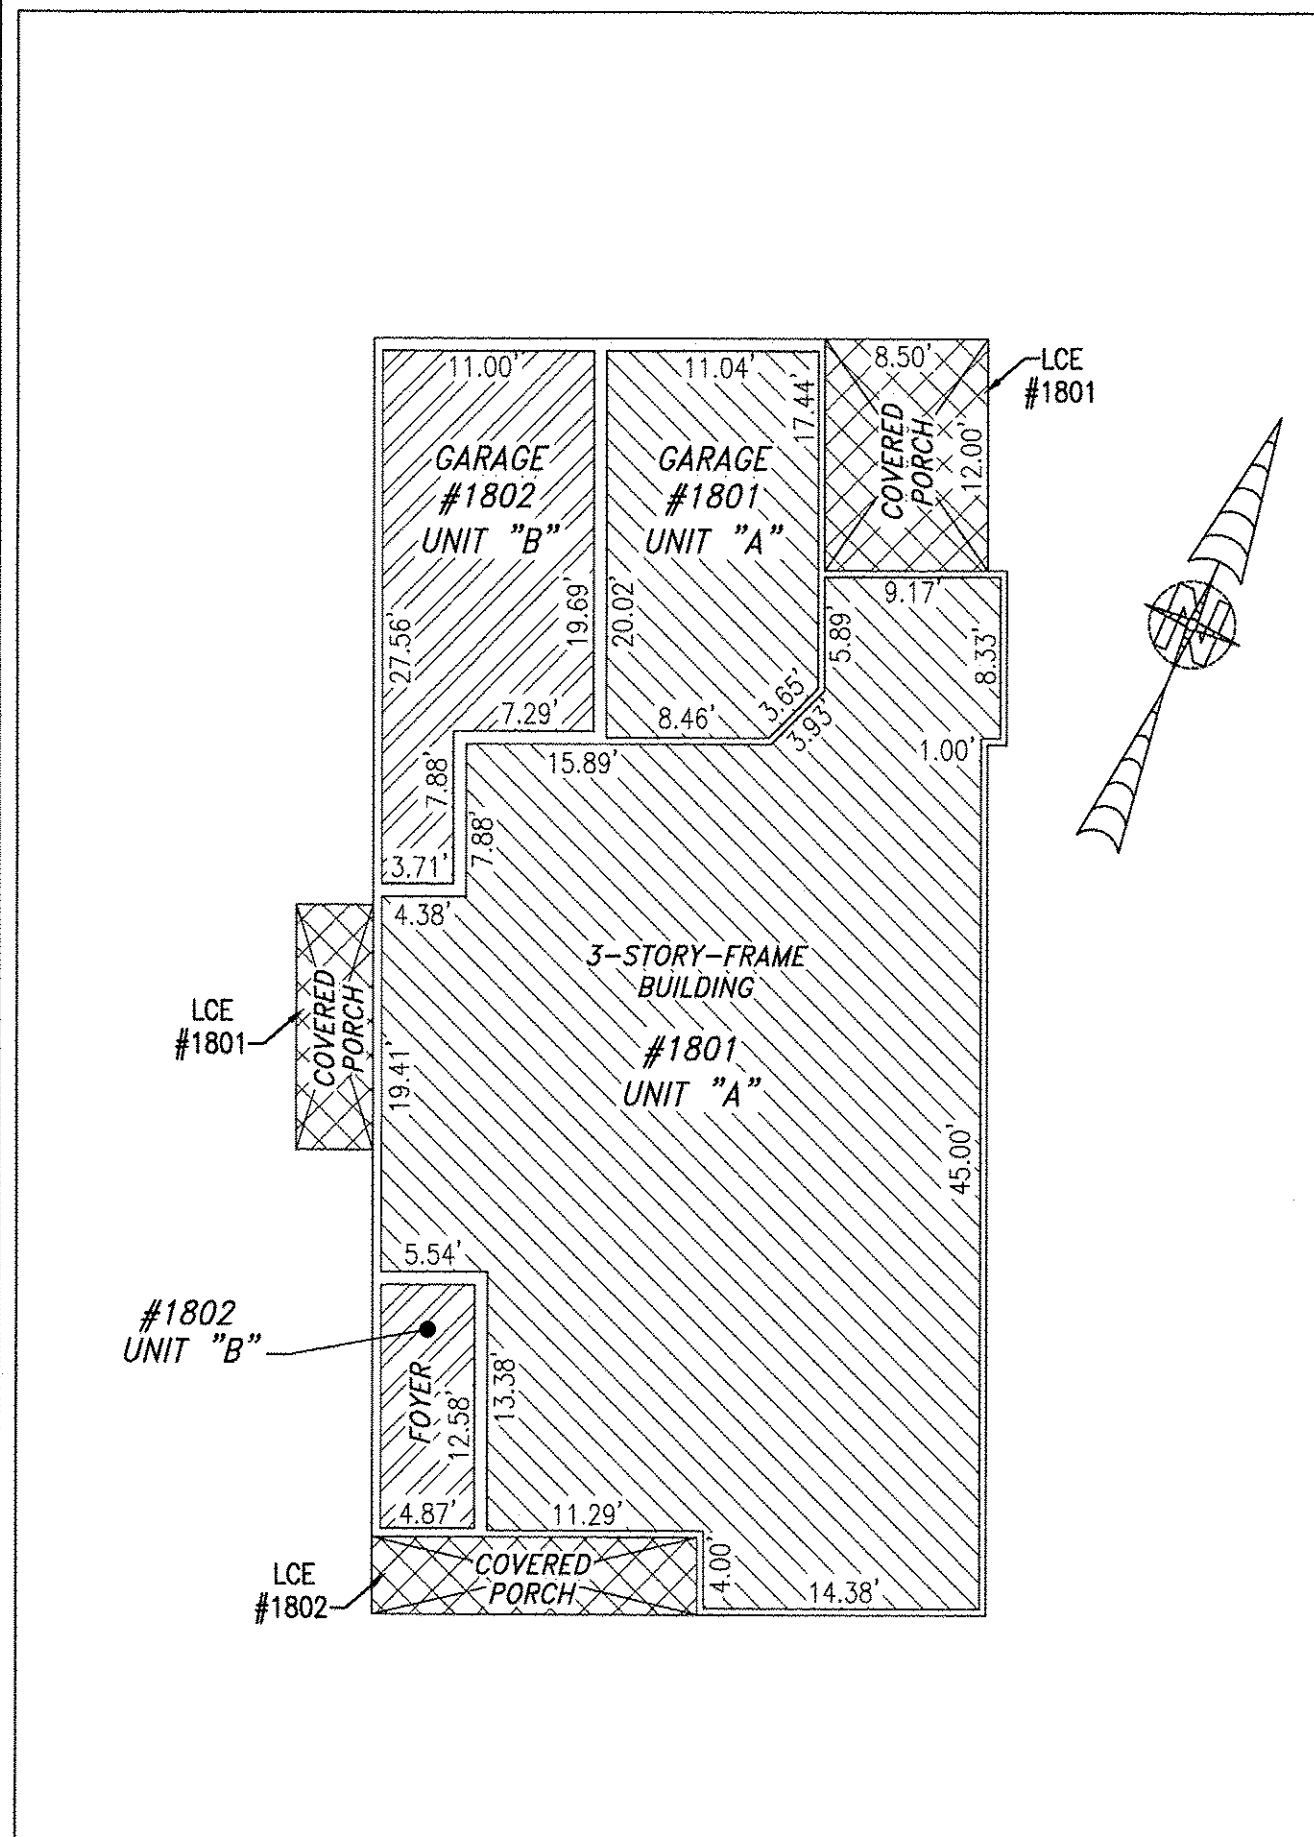 11.00'
11.04'
8.50'
LCE
#1801
17.44'
COVERED
PORCH
12.00'
GARAGE
#1802
UNIT "B"
GARAGE
#1801
UNIT "A"
9.17'
27.56'
19.69'
20.02'
5.89'
8.33'
N
7.29'
8.46'
3.65'
3.93'
1.00'
15.89'
7.88'
7.88'
3.71'
4.38'
3-STORY-FRAME
BUILDING
LCE
#1801
COVERED
PORCH
19.41'
#1801
UNIT "A"
45.00'
5.54'
#1802
UNIT "B"
FOYER
12.58'
13.38'
4.87'
11.29'
LCE
#1802
COVERED
PORCH
4.00'
14.38'